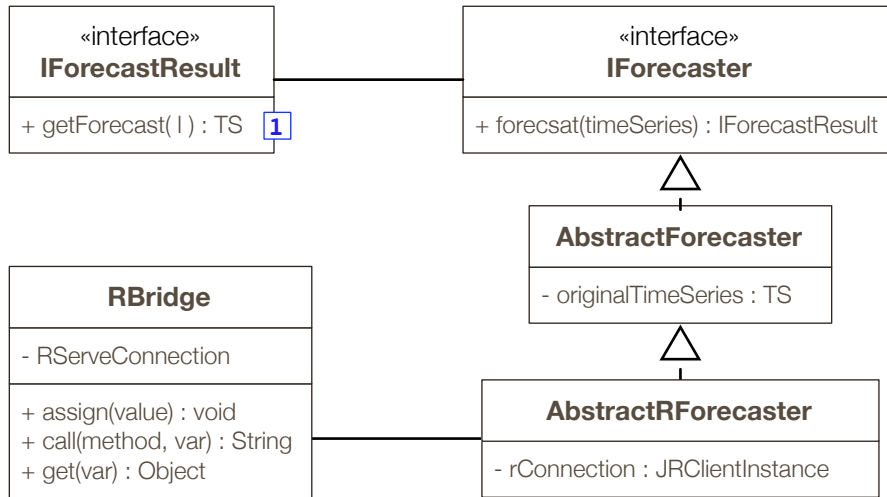 «interface»
IForecastResult
+ getForecast( l ) : TS
1
«interface»
IForecaster
+ forecsat(timeSeries) : IForecastResult
AbstractForecaster
- originalTimeSeries : TS
RBridge
- RServeConnection
+ assign(value) : void
+ call(method, var) : String
+ get(var) : Object
AbstractRForecaster
- rConnection : JRClientInstance